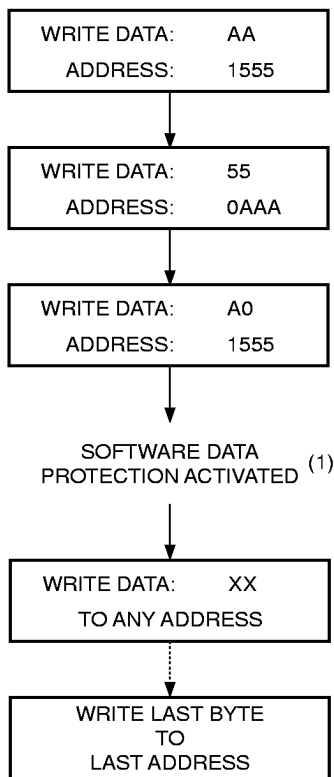 WRITE DATA: AA
ADDRESS: 1555
WRITE DATA: 55
ADDRESS: 0AAA
WRITE DATA: A0
ADDRESS: 1555
SOFTWARE DATA
PROTECTION ACTIVATED (1)
WRITE DATA: XX
TO ANY ADDRESS
WRITE LAST BYTE
TO
LAST ADDRESS